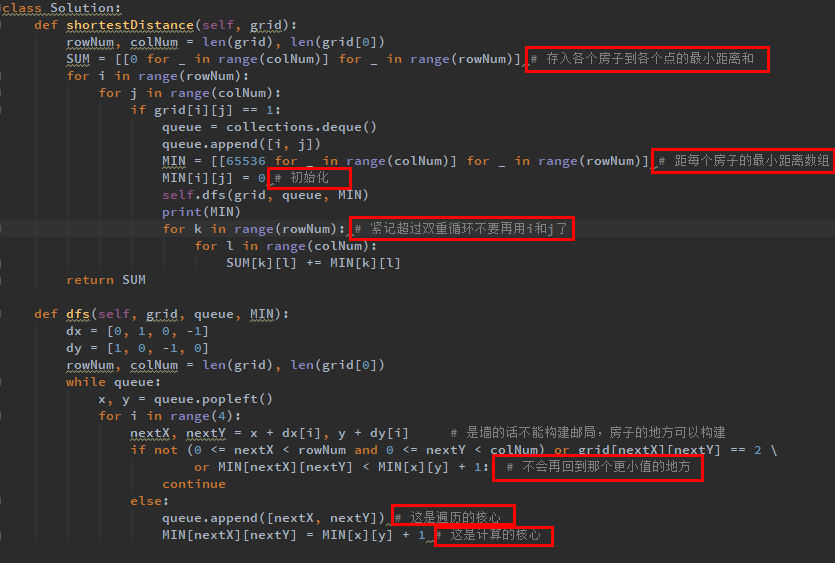 class Solution:
    def shortestDistance(self, grid):
        rowNum, colNum = len(grid), len(grid[0])
        SUM = [[0 for _ in range(colNum)] for _ in range(rowNum)] # 存入各个房子到各个点的最小距离和
        for i in range(rowNum):
            for j in range(colNum):
                if grid[i][j] == 1:
                    queue = collections.deque()
                    queue.append([i, j])
                    MIN = [[65536 for _ in range(colNum)] for _ in range(rowNum)] # 距每个房子的最小距离数组
                    MIN[i][j] = 0 # 初始化
                    self.dfs(grid, queue, MIN)
                    print(MIN)
                    for k in range(rowNum): # 紧记超过双重循环不要再用i和j了
                        for l in range(colNum):
                            SUM[k][l] += MIN[k][l]
        return SUM
    def dfs(self, grid, queue, MIN):
        dx = [0, 1, 0, -1]
        dy = [1, 0, -1, 0]
        rowNum, colNum = len(grid), len(grid[0])
        while queue:
            x, y = queue.popleft()
            for i in range(4):
                nextX, nextY = x + dx[i], y + dy[i]     # 是墙的话不能构建邮局，房子的地方可以构建
                if not (0 <= nextX < rowNum and 0 <= nextY < colNum) or grid[nextX][nextY] == 2 \
                        or MIN[nextX][nextY] < MIN[x][y] + 1:  # 不会再回到那个更小值的地方
                    continue
                else:
                    queue.append([nextX, nextY]) # 这是遍历的核心
                    MIN[nextX][nextY] = MIN[x][y] + 1 # 这是计算的核心